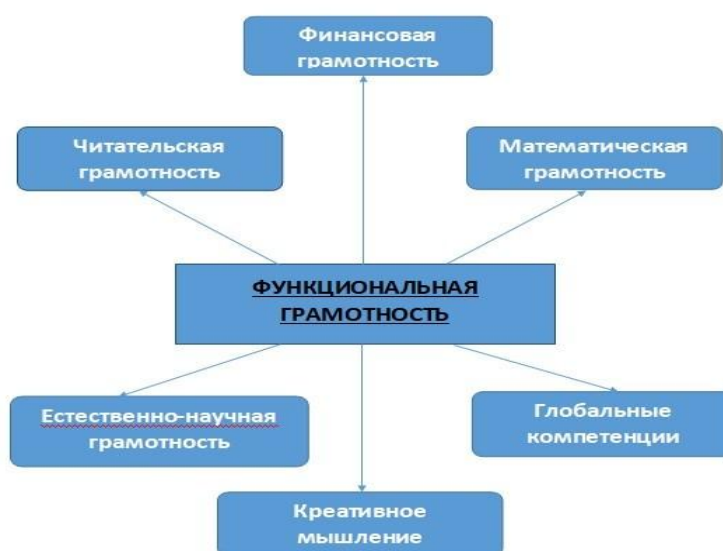 Финансовая
грамотность
Читательская
грамотность
Математическая
грамотность
ФУНКЦИОНАЛЬНАЯ
ГРАМОТНОСТЬ
Естественно-научная
грамотность
Глобальные
компетенции
Креативное
мышление